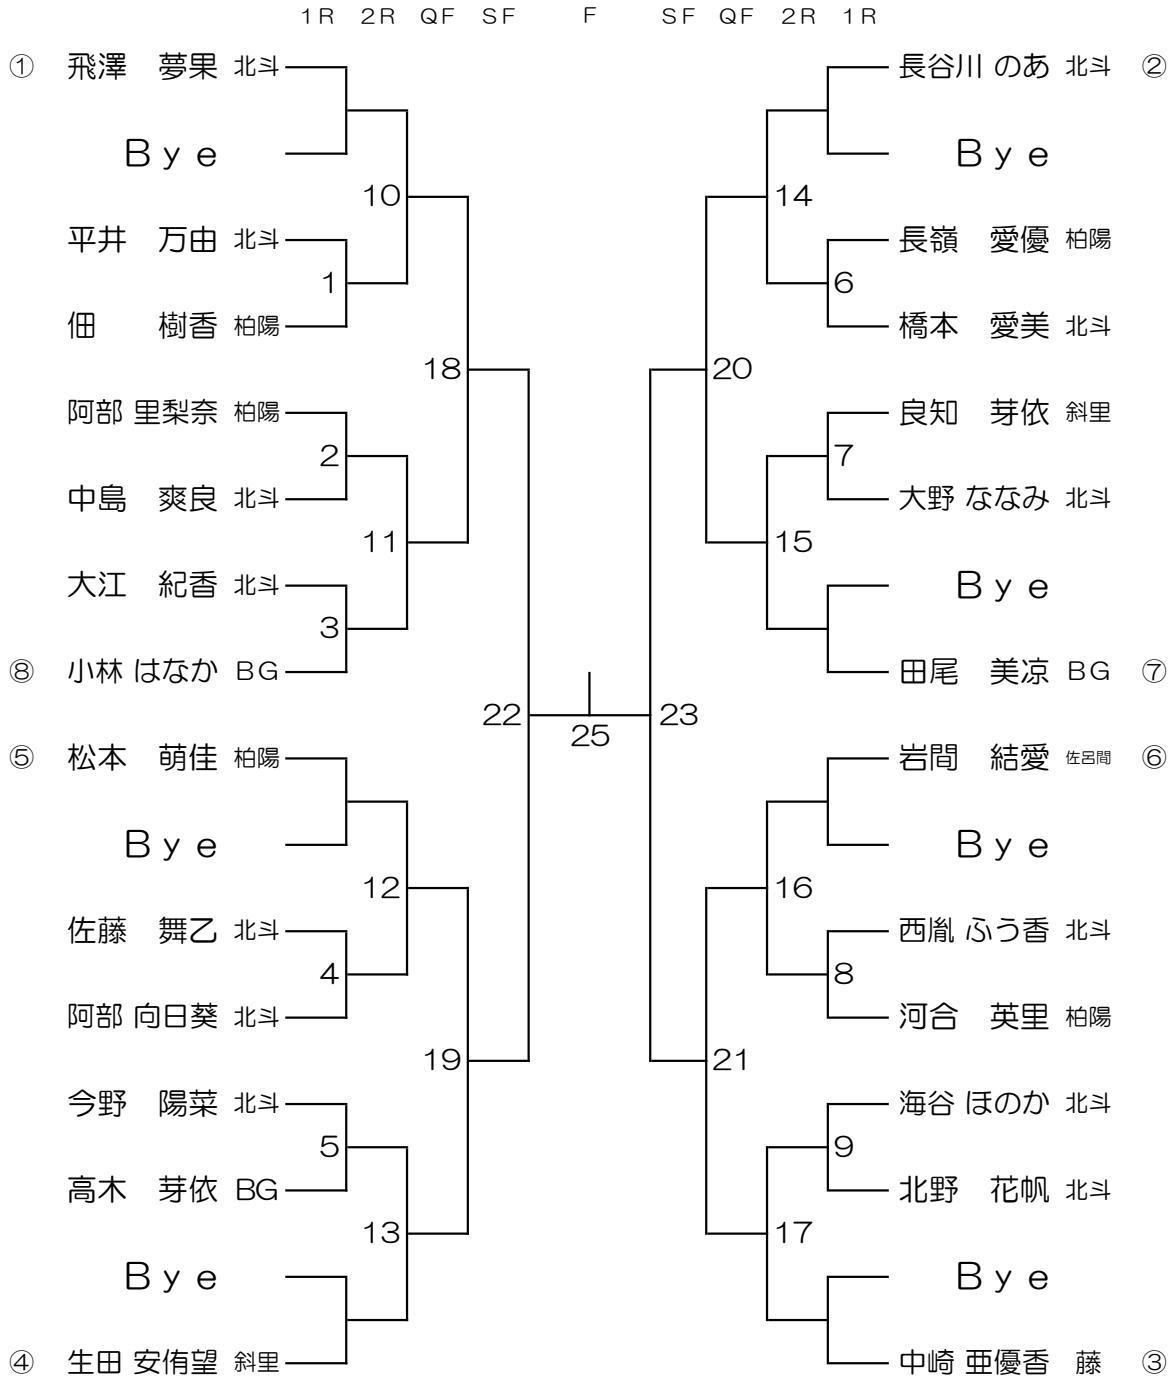 1R 2R QF SF F SF QF 2R 1R
① 飛澤 夢果 北斗 長谷川 のあ 北斗 ②
Bye Bye
10 14
平井 万由 北斗 長嶺 愛優 柏陽
1 6
佃 樹香 柏陽 橋本 愛美 北斗
18 20
阿部 里梨奈 柏陽 良知 芽依 斜里
2 7
中島 爽良 北斗 大野 ななみ 北斗
11 15
大江 紀香 北斗 Bye
3
⑧ 小林 はなか BG 田尾 美凉 BG ⑦
22 25 23
⑤ 松本 萌佳 柏陽 岩間 結愛 佐呂間 ⑥
Bye Bye
12 16
佐藤 舞乙 北斗 西胤 ふう香 北斗
4 8
阿部 向日葵 北斗 河合 英里 柏陽
19 21
今野 陽菜 北斗 海谷 ほのか 北斗
5 9
高木 芽依 BG 北野 花帆 北斗
13 17
Bye Bye
④ 生田 安侑望 斜里 中崎 亜優香 藤 ③